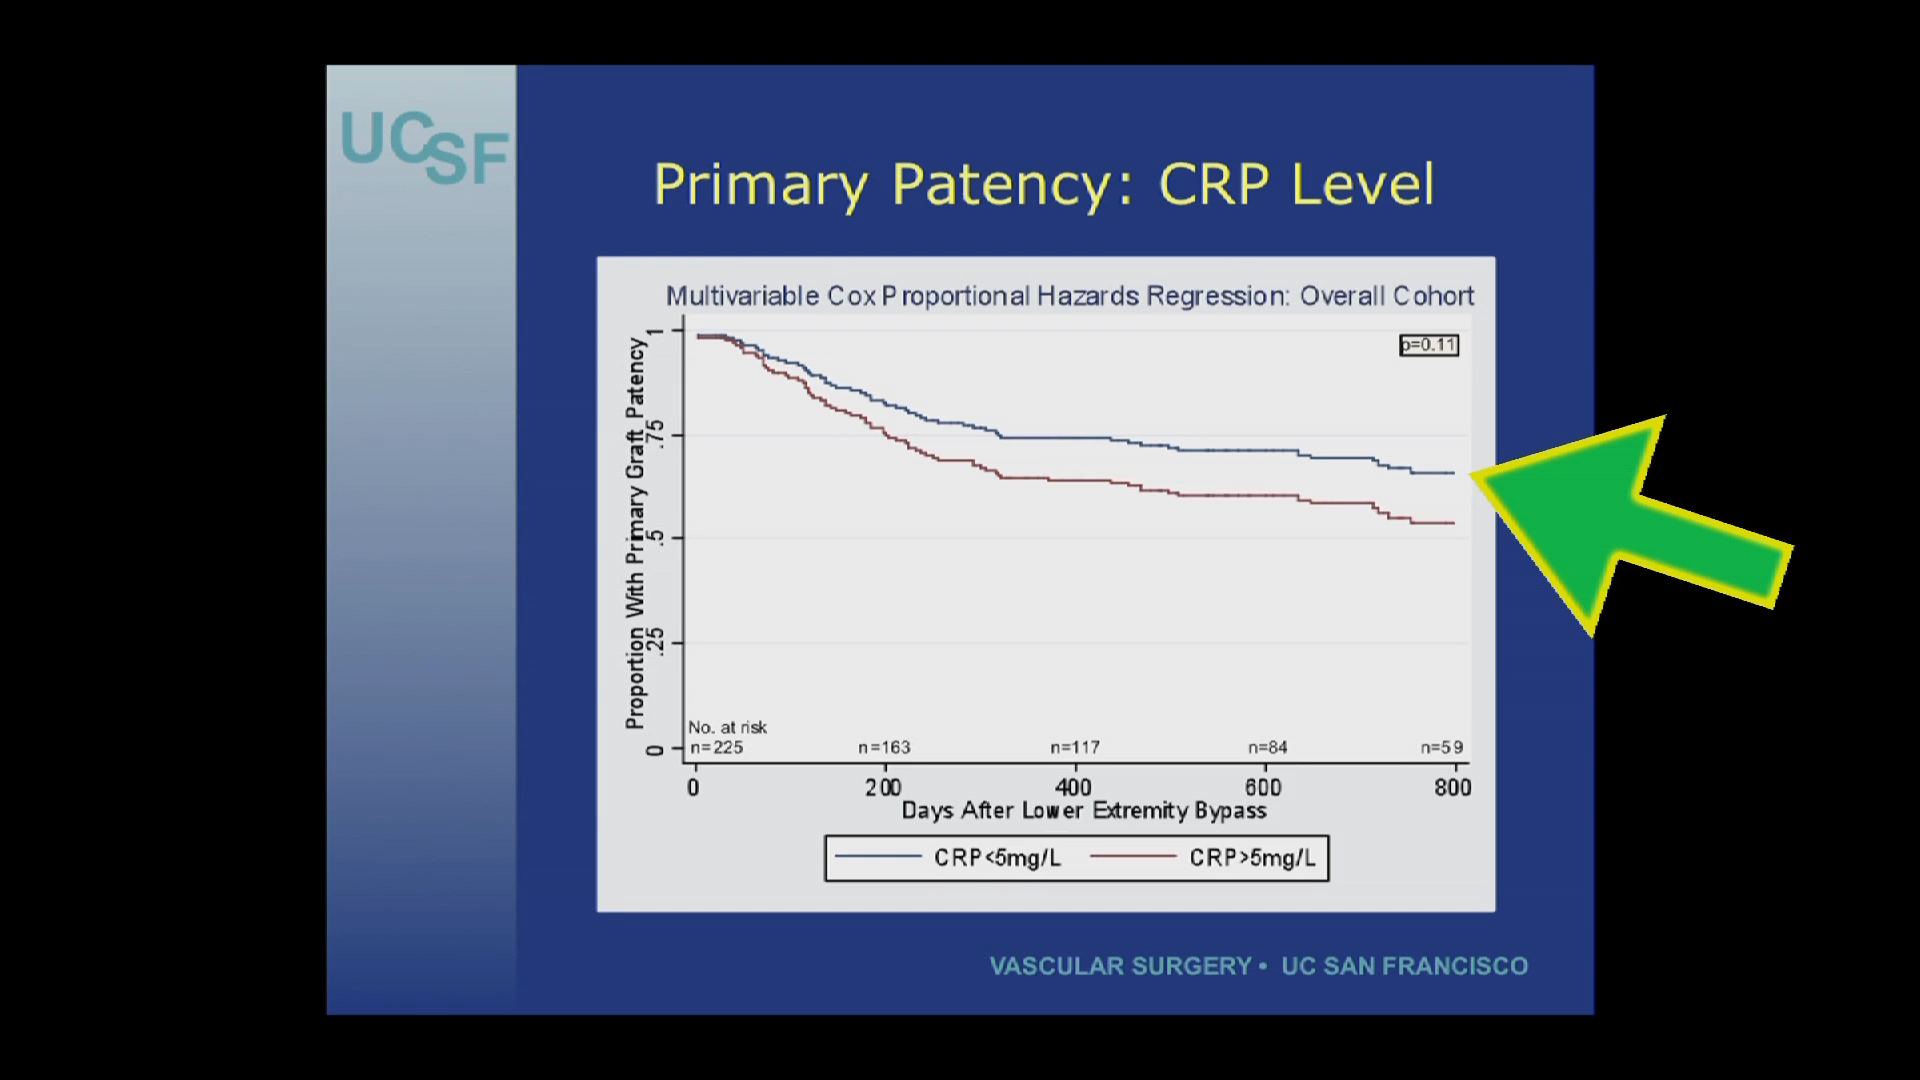 UCSF
Primary Patency: CRP Level
Multivariable Cox Proportional Hazards Regression: Overall Cohort
p=0.11
Proportion With Primary Graft Patency
1
.75
.5
.25
0
No. at risk
n=225 n=163 n=117 n=84 n=59
0 200 400 600 800
Days After Lower Extremity Bypass
CRP<5mg/L CRP>5mg/L
VASCULAR SURGERY • UC SAN FRANCISCO